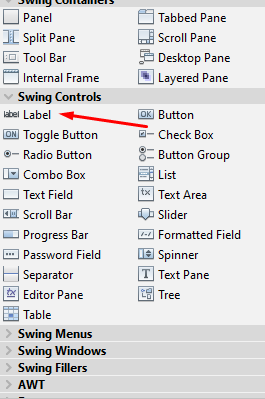 Swing Containers
Panel Tabbed Pane
Split Pane Scroll Pane
Tool Bar Desktop Pane
Internal Frame Layered Pane
Swing Controls
label Label OK Button
ON Toggle Button Check Box
Radio Button Button Group
Combo Box List
Text Field tx Text Area
Scroll Bar Slider
Progress Bar Formatted Field
Password Field Spinner
Separator T Text Pane
Editor Pane Tree
Table
Swing Menus
Swing Windows
Swing Fillers
AWT